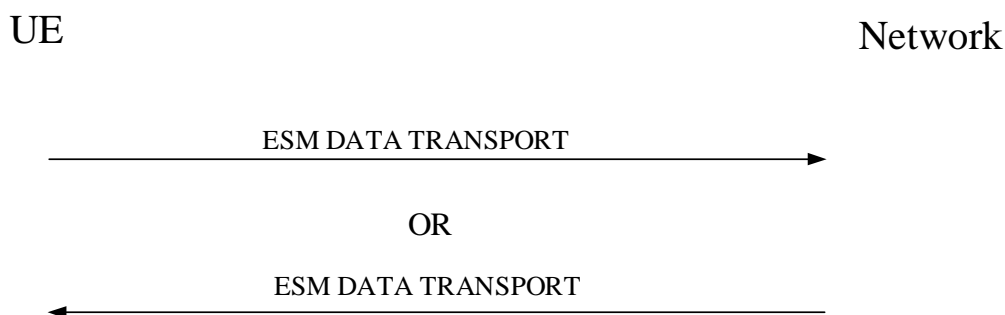 UE
Network
ESM DATA TRANSPORT
OR
ESM DATA TRANSPORT